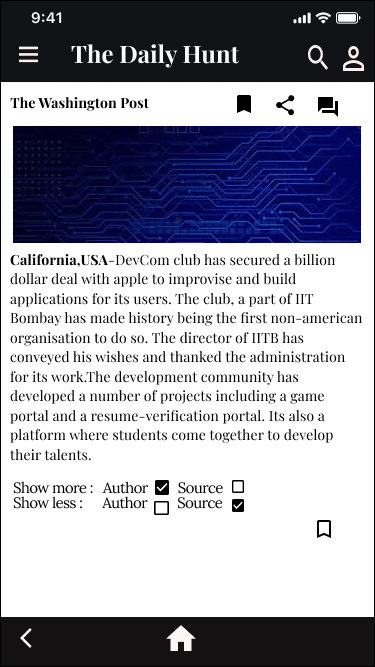 9:41
The Daily Hunt
The Washington Post
California,USA-DevCom club has secured a billion
dollar deal with apple to improvise and build
applications for its users. The club, a part of IIT
Bombay has made history being the first non-american
organisation to do so. The director of IITB has
conveyed his wishes and thanked the administration
for its work.The development community has
developed a number of projects including a game
portal and a resume-verification portal. Its also a
platform where students come together to develop
their talents.
Show more : Author Source
Show less : Author Source